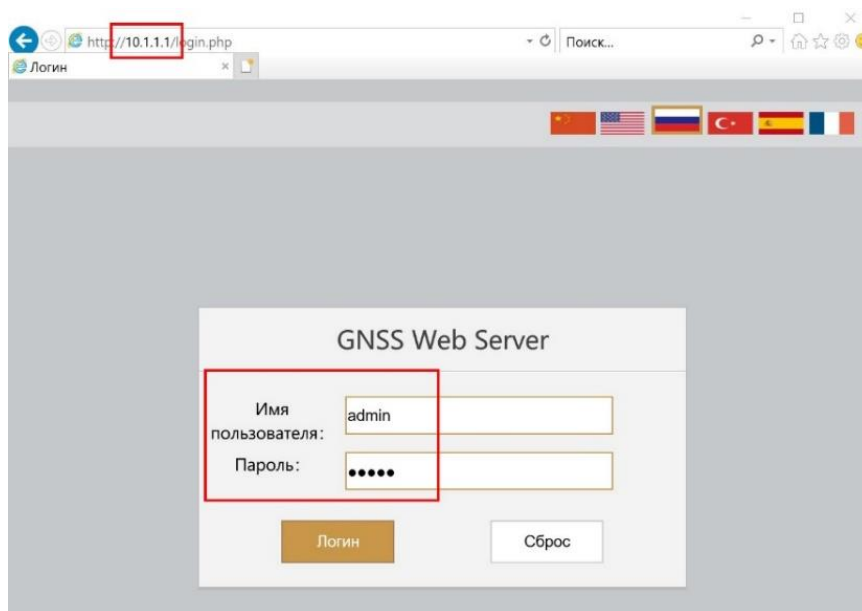 http://10.1.1.1/login.php
Поиск...
Логин
GNSS Web Server
Имя
пользователя:
admin
Пароль:
•••••
Логин
Сброс